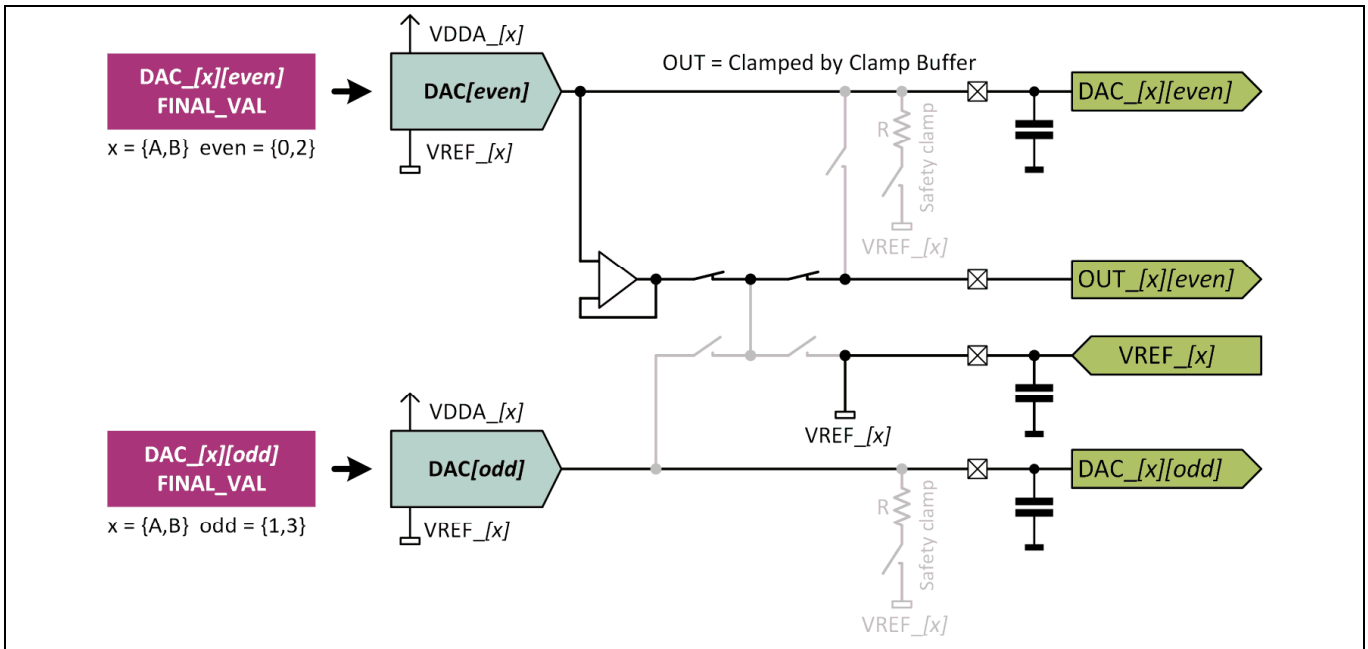 VDDA_[x]
DAC_[x][even]
FINAL_VAL
DAC[even]
OUT = Clamped by Clamp Buffer
DAC_[x][even]
x = {A,B} even = {0,2}
VREF_[x]
R
Safety clamp
VREF_[x]
OUT_[x][even]
VREF_[x]
VREF_[x]
VDDA_[x]
DAC_[x][odd]
FINAL_VAL
DAC[odd]
DAC_[x][odd]
x = {A,B} odd = {1,3}
VREF_[x]
R
Safety clamp
VREF_[x]